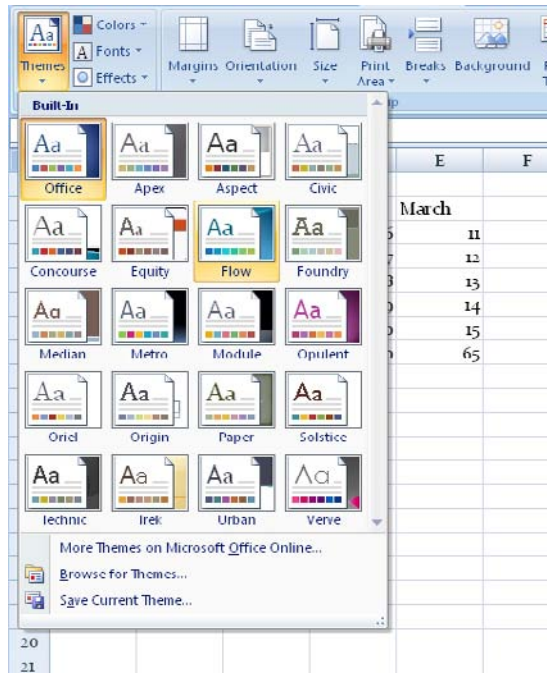 Aa Colors
Fonts
Effects
Themes Margins Orientation Size Print Area Breaks Background
Built-In
Aa Aa Aa Aa
Office Apex Aspect Civic
Aa Aa Aa Aa
Concourse Equity Flow Foundry
Aa Aa Aa Aa
Median Metro Module Opulent
Aa Aa Aa Aa
Oriel Origin Paper Solstice
Aa Aa Aa Aa
Technic Trek Urban Verve
More Themes on Microsoft Office Online...
Browse for Themes...
Save Current Theme...
E F
March
11
12
13
14
15
65
20
21